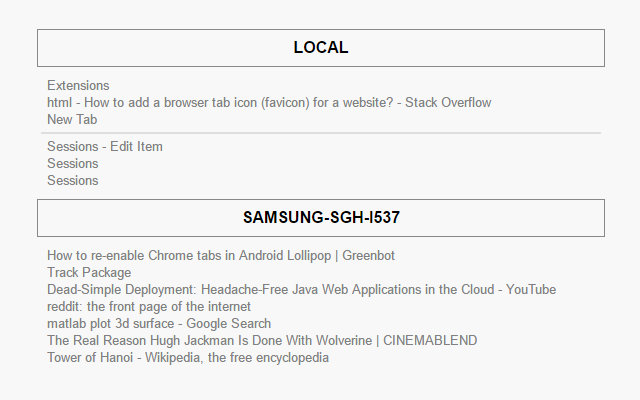 LOCAL
Extensions
html - How to add a browser tab icon (favicon) for a website? - Stack Overflow
New Tab
Sessions - Edit Item
Sessions
Sessions
SAMSUNG-SGH-I537
How to re-enable Chrome tabs in Android Lollipop | Greenbot
Track Package
Dead-Simple Deployment: Headache-Free Java Web Applications in the Cloud - YouTube
reddit: the front page of the internet
matlab plot 3d surface - Google Search
The Real Reason Hugh Jackman Is Done With Wolverine | CINEMABLEND
Tower of Hanoi - Wikipedia, the free encyclopedia